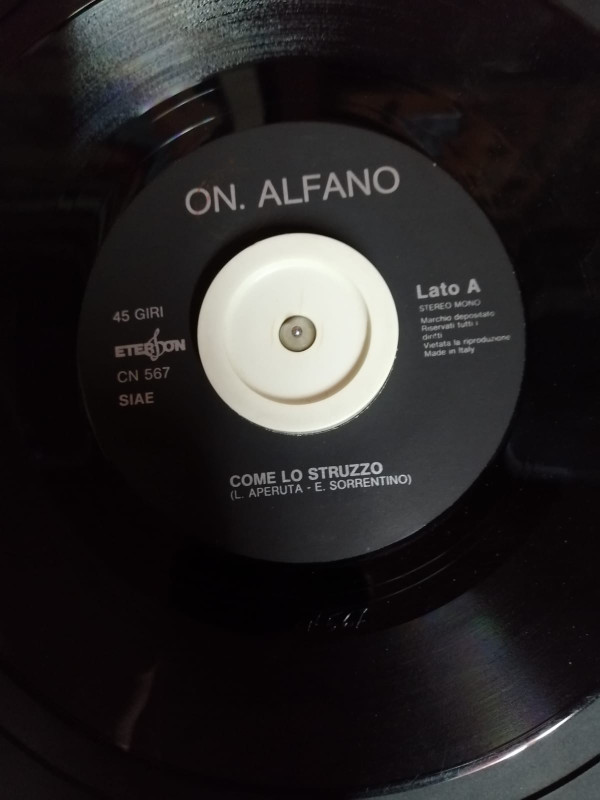 ON. ALFANO
45 GIRI
ETERDON
CN 567
SIAE
Lato A
STEREO MONO
Marchio depositato
Riservati tutti i
diritti
Vietata la riproduzione
Made in Italy
COME LO STRUZZO
(L. APERUTA - E. SORRENTINO)